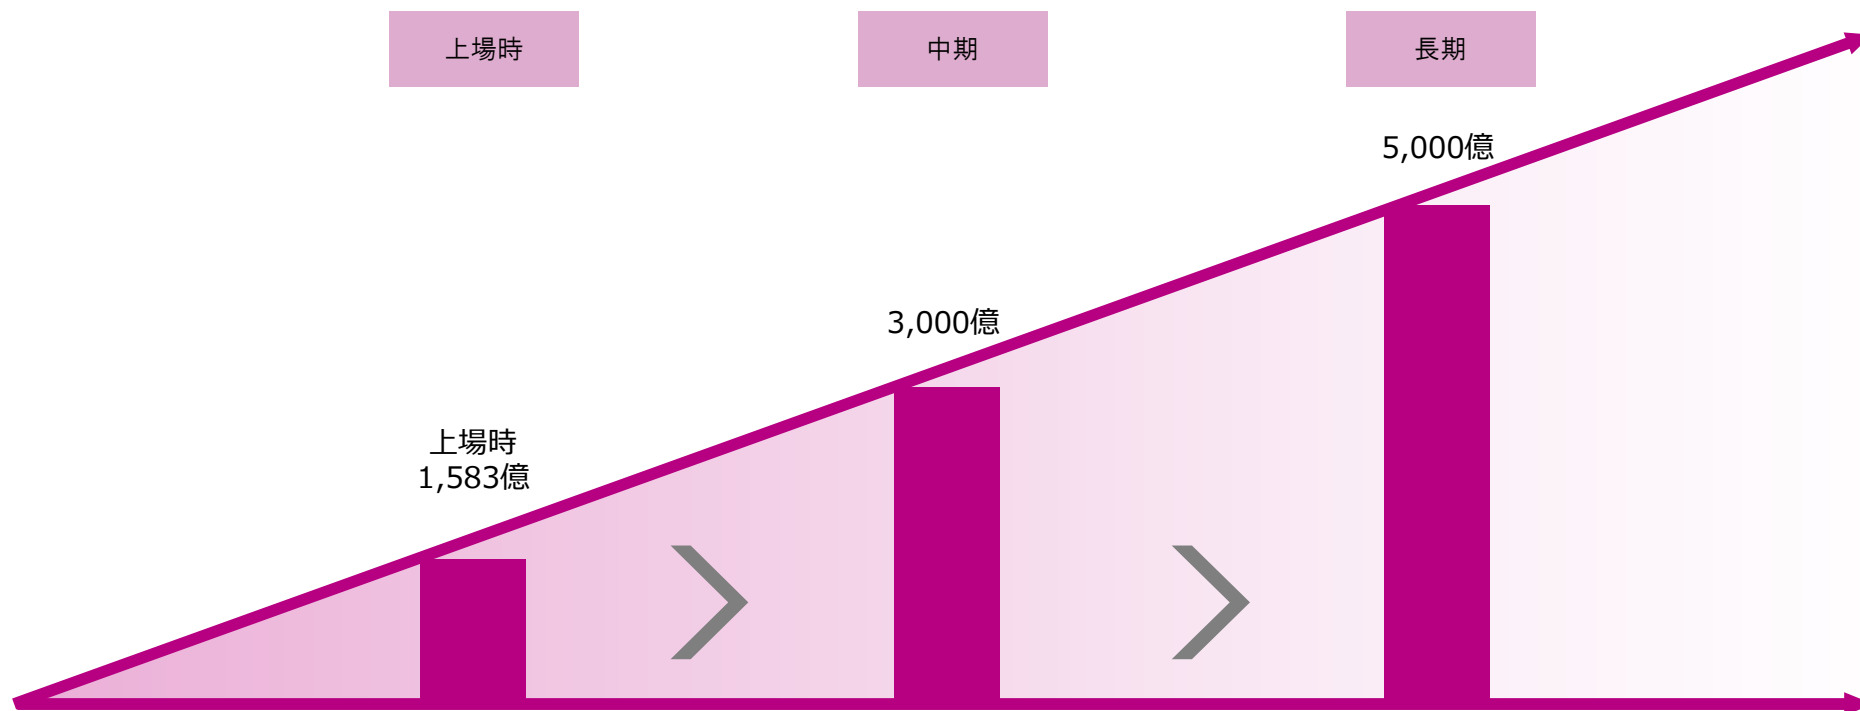 上場時
中期
長期
5,000億
3,000億
上場時
1,583億